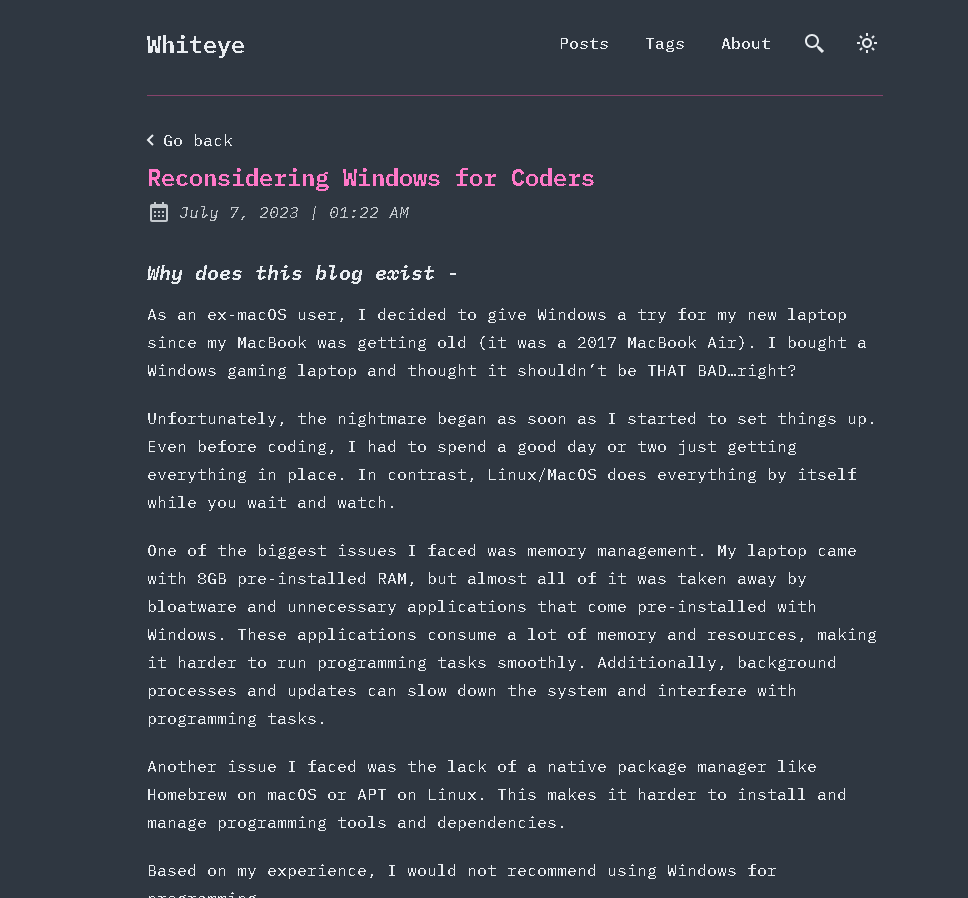 Whiteye
Posts Tags About
Go back
Reconsidering Windows for Coders
July 7, 2023 | 01:22 AM
Why does this blog exist -
As an ex-macOS user, I decided to give Windows a try for my new laptop
since my MacBook was getting old (it was a 2017 MacBook Air). I bought a
Windows gaming laptop and thought it shouldn’t be THAT BAD…right?
Unfortunately, the nightmare began as soon as I started to set things up.
Even before coding, I had to spend a good day or two just getting
everything in place. In contrast, Linux/MacOS does everything by itself
while you wait and watch.
One of the biggest issues I faced was memory management. My laptop came
with 8GB pre-installed RAM, but almost all of it was taken away by
bloatware and unnecessary applications that come pre-installed with
Windows. These applications consume a lot of memory and resources, making
it harder to run programming tasks smoothly. Additionally, background
processes and updates can slow down the system and interfere with
programming tasks.
Another issue I faced was the lack of a native package manager like
Homebrew on macOS or APT on Linux. This makes it harder to install and
manage programming tools and dependencies.
Based on my experience, I would not recommend using Windows for